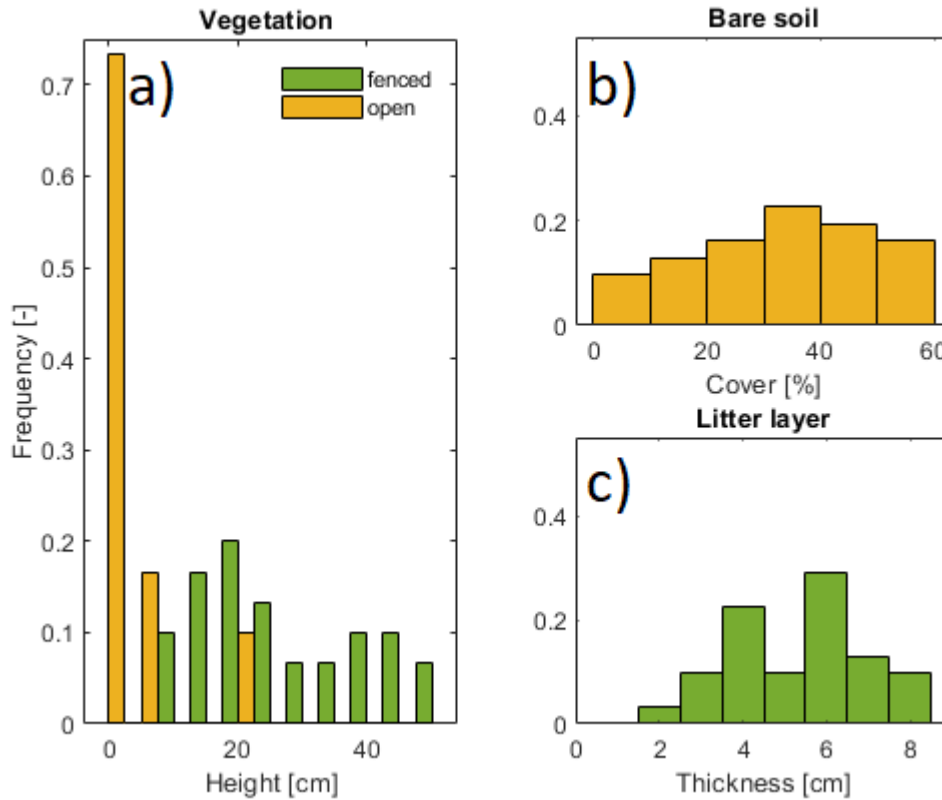 Vegetation
a)
fenced
open
0.7
0.6
0.5
0.4
0.3
0.2
0.1
0
Frequency [-]
0 20 40
Height [cm]
Bare soil
b)
0.4
0.2
0
0 20 40 60
Cover [%]
Litter layer
c)
0.4
0.2
0
0 2 4 6 8
Thickness [cm]